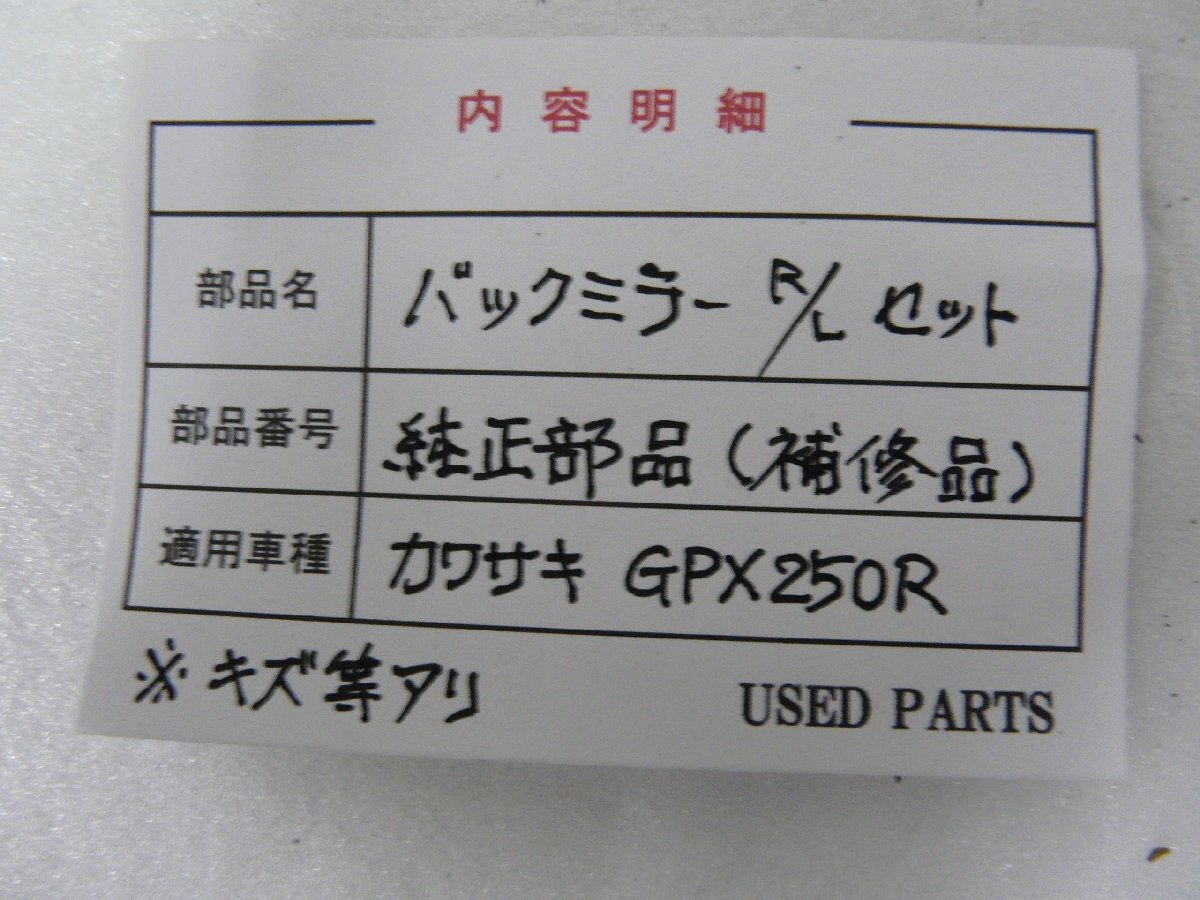 内容明細
部品名 バックミラー R/L セット
部品番号 純正部品(補修品)
適用車種 カワサキ GPX250R
※キズ等アリ USED PARTS